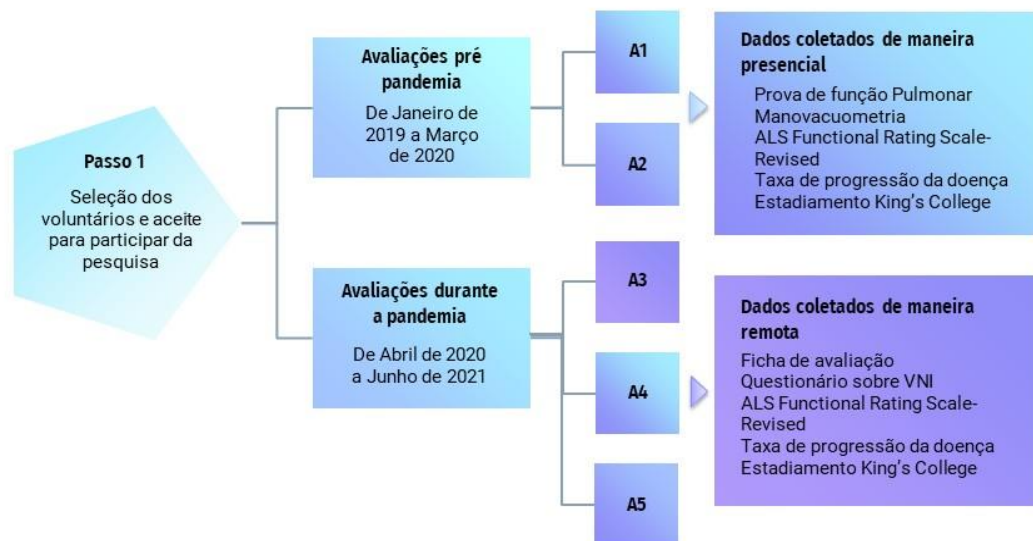 Passo 1
Seleção dos
voluntários e aceite
para participar da
pesquisa
Avaliações pré
pandemia
De Janeiro de
2019 a Março
de 2020
A1
A2
Dados coletados de maneira
presencial
Prova de função Pulmonar
Manovacuometria
ALS Functional Rating Scale-
Revised
Taxa de progressão da doença
Estadiamento King's College
Avaliações durante
a pandemia
De Abril de 2020
a Junho de 2021
A3
A4
A5
Dados coletados de maneira
remota
Ficha de avaliação
Questionário sobre VNI
ALS Functional Rating Scale-
Revised
Taxa de progressão da doença
Estadiamento King's College